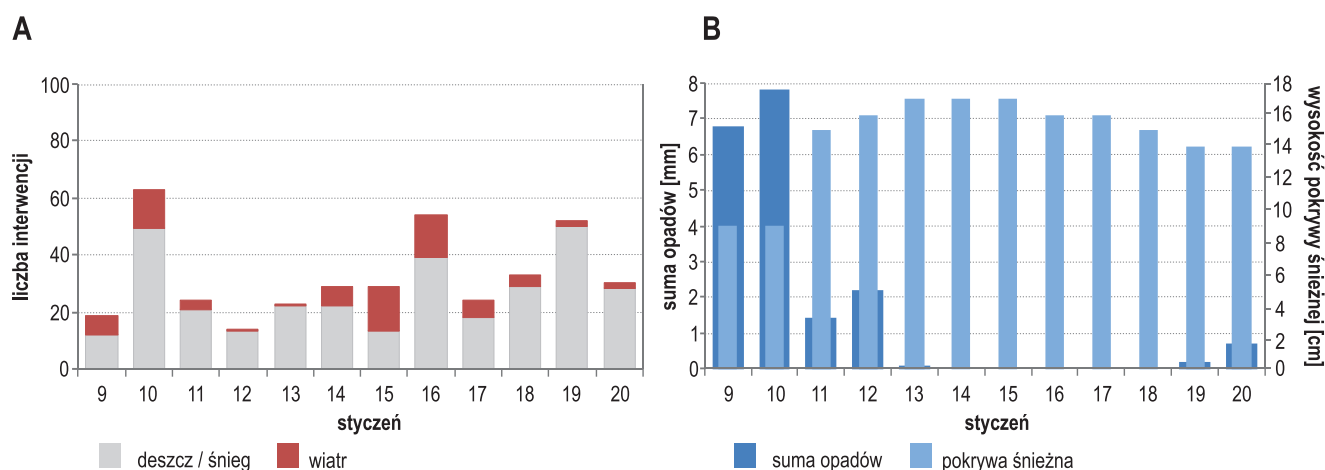 A
liczba interwencji
100
80
60
40
20
0
9 10 11 12 13 14 15 16 17 18 19 20
styczeń
deszcz / śnieg wiatr
B
suma opadów [mm]
8
7
6
5
4
3
2
1
0
18
16
14
12
10
8
6
4
2
0
wysokość pokrywy śnieżnej [cm]
9 10 11 12 13 14 15 16 17 18 19 20
styczeń
suma opadów pokrywa śnieżna